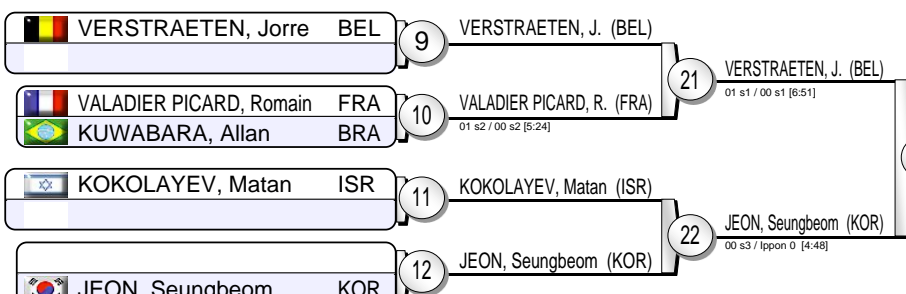 VERSTRAETEN, Jorre BEL
9
VERSTRAETEN, J. (BEL)
21
VERSTRAETEN, J. (BEL)
01 s1 / 00 s1 [6:51]
VALADIER PICARD, Romain FRA
KUWABARA, Allan BRA
10
VALADIER PICARD, R. (FRA)
01 s2 / 00 s2 [5:24]
KOKOLAYEV, Matan ISR
11
KOKOLAYEV, Matan (ISR)
22
JEON, Seungbeom (KOR)
00 s3 / Ippon 0 [4:48]
12
JEON, Seungbeom (KOR)
JEON, Seungbeom KOR